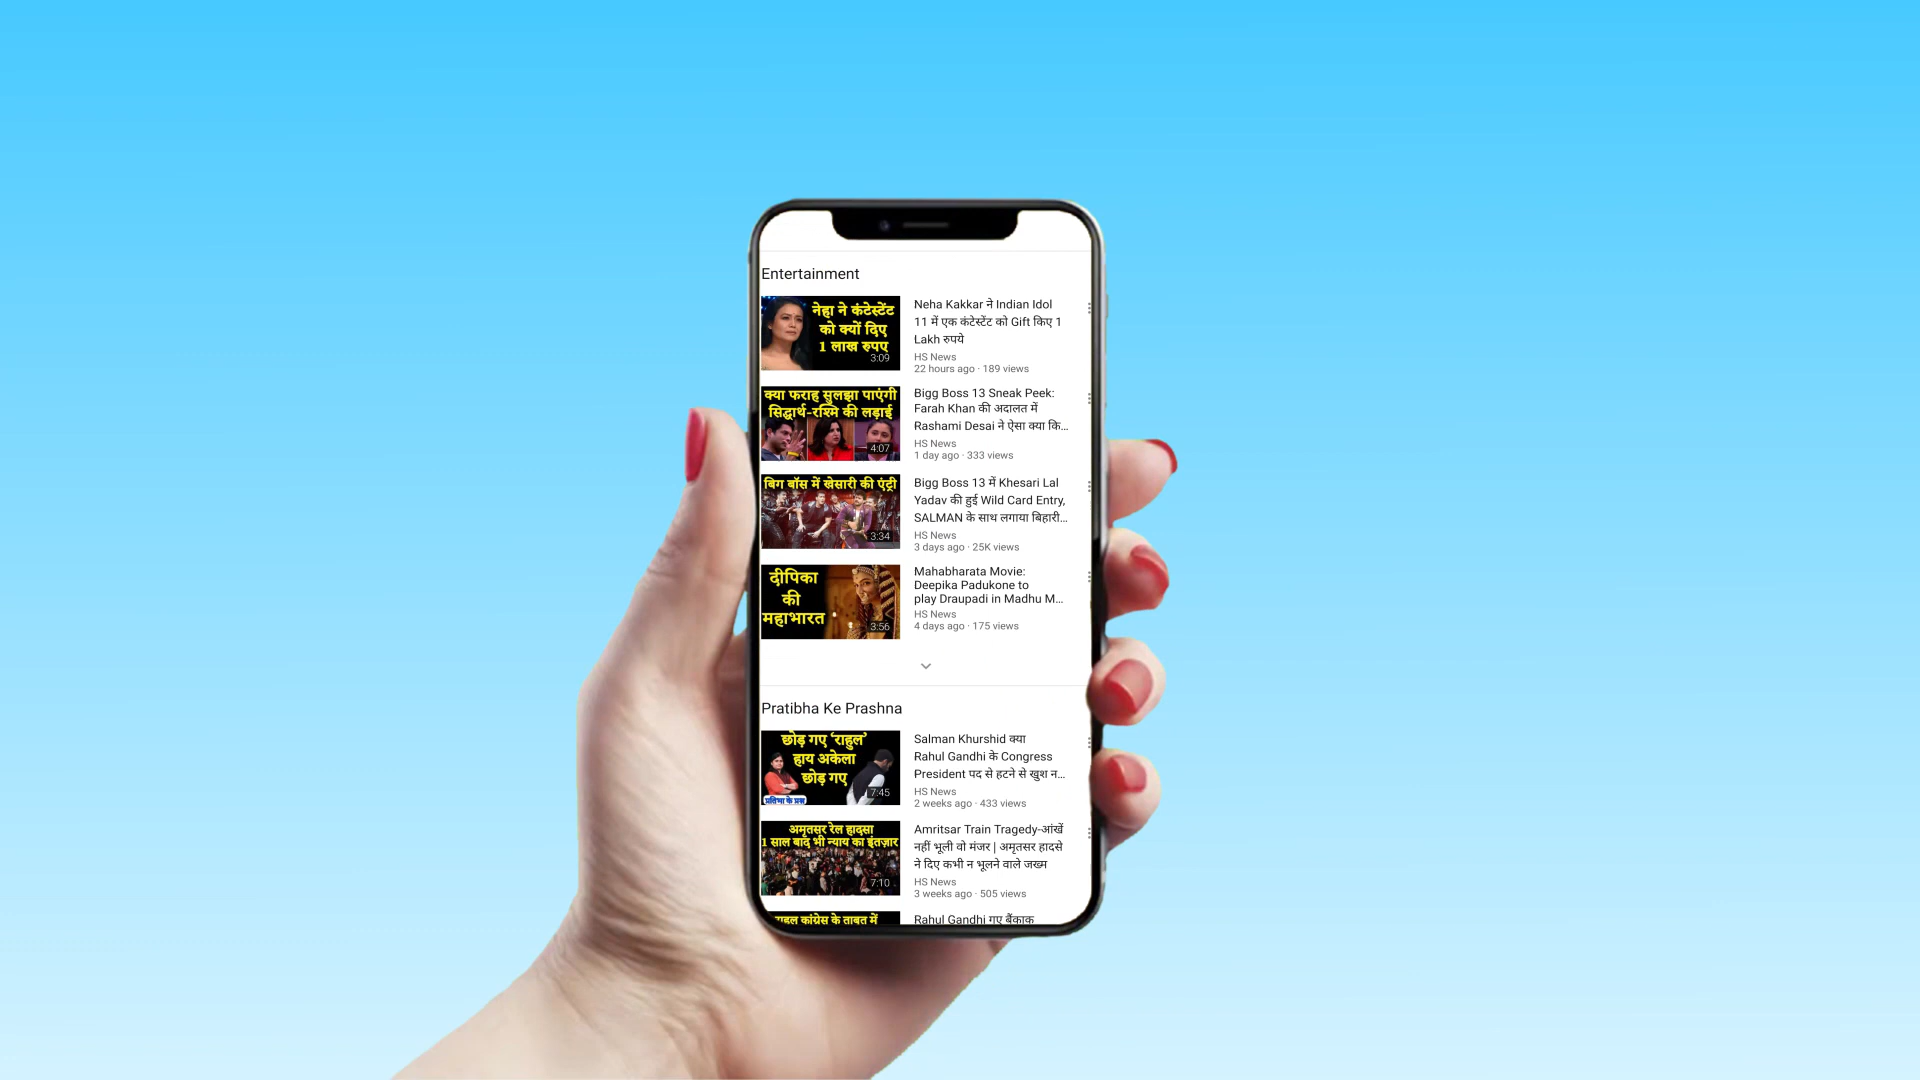 Entertainment
नेहा ने कंटेस्टेंट
को क्यों दिए
1 लाख रुपए
3:09
Neha Kakkar ने Indian Idol
11 में एक कंटेस्टेंट को Gift किए 1
Lakh रुपये
HS News
22 hours ago · 189 views
क्या फराह सुलझा पाएंगी
सिद्धार्थ-रश्मि की लड़ाई
4:07
Bigg Boss 13 Sneak Peek:
Farah Khan की अदालत में
Rashami Desai ने ऐसा क्या कि...
HS News
1 day ago · 333 views
बिग बॉस में खेसारी की एंट्री
3:34
Bigg Boss 13 में Khesari Lal
Yadav की हुई Wild Card Entry,
SALMAN के साथ लगाया बिहारी...
HS News
3 days ago · 25K views
दीपिका
की
महाभारत
3:56
Mahabharata Movie:
Deepika Padukone to
play Draupadi in Madhu M...
HS News
4 days ago · 175 views
Pratibha Ke Prashna
छोड़ गए ‘राहुल’
हाय अकेला
छोड़ गए
प्रतिभा के प्रश्न
7:45
Salman Khurshid क्या
Rahul Gandhi के Congress
President पद से हटने से खुश न...
HS News
2 weeks ago · 433 views
अमृतसर रेल हादसा
1 साल बाद भी न्याय का इंतज़ार
7:10
Amritsar Train Tragedy-आंखें
नहीं भूली वो मंजर | अमृतसर हादसे
ने दिए कभी न भूलने वाले जख्म
HS News
3 weeks ago · 505 views
कांग्रेस के ताबूत में
Rahul Gandhi गए बैंकाक